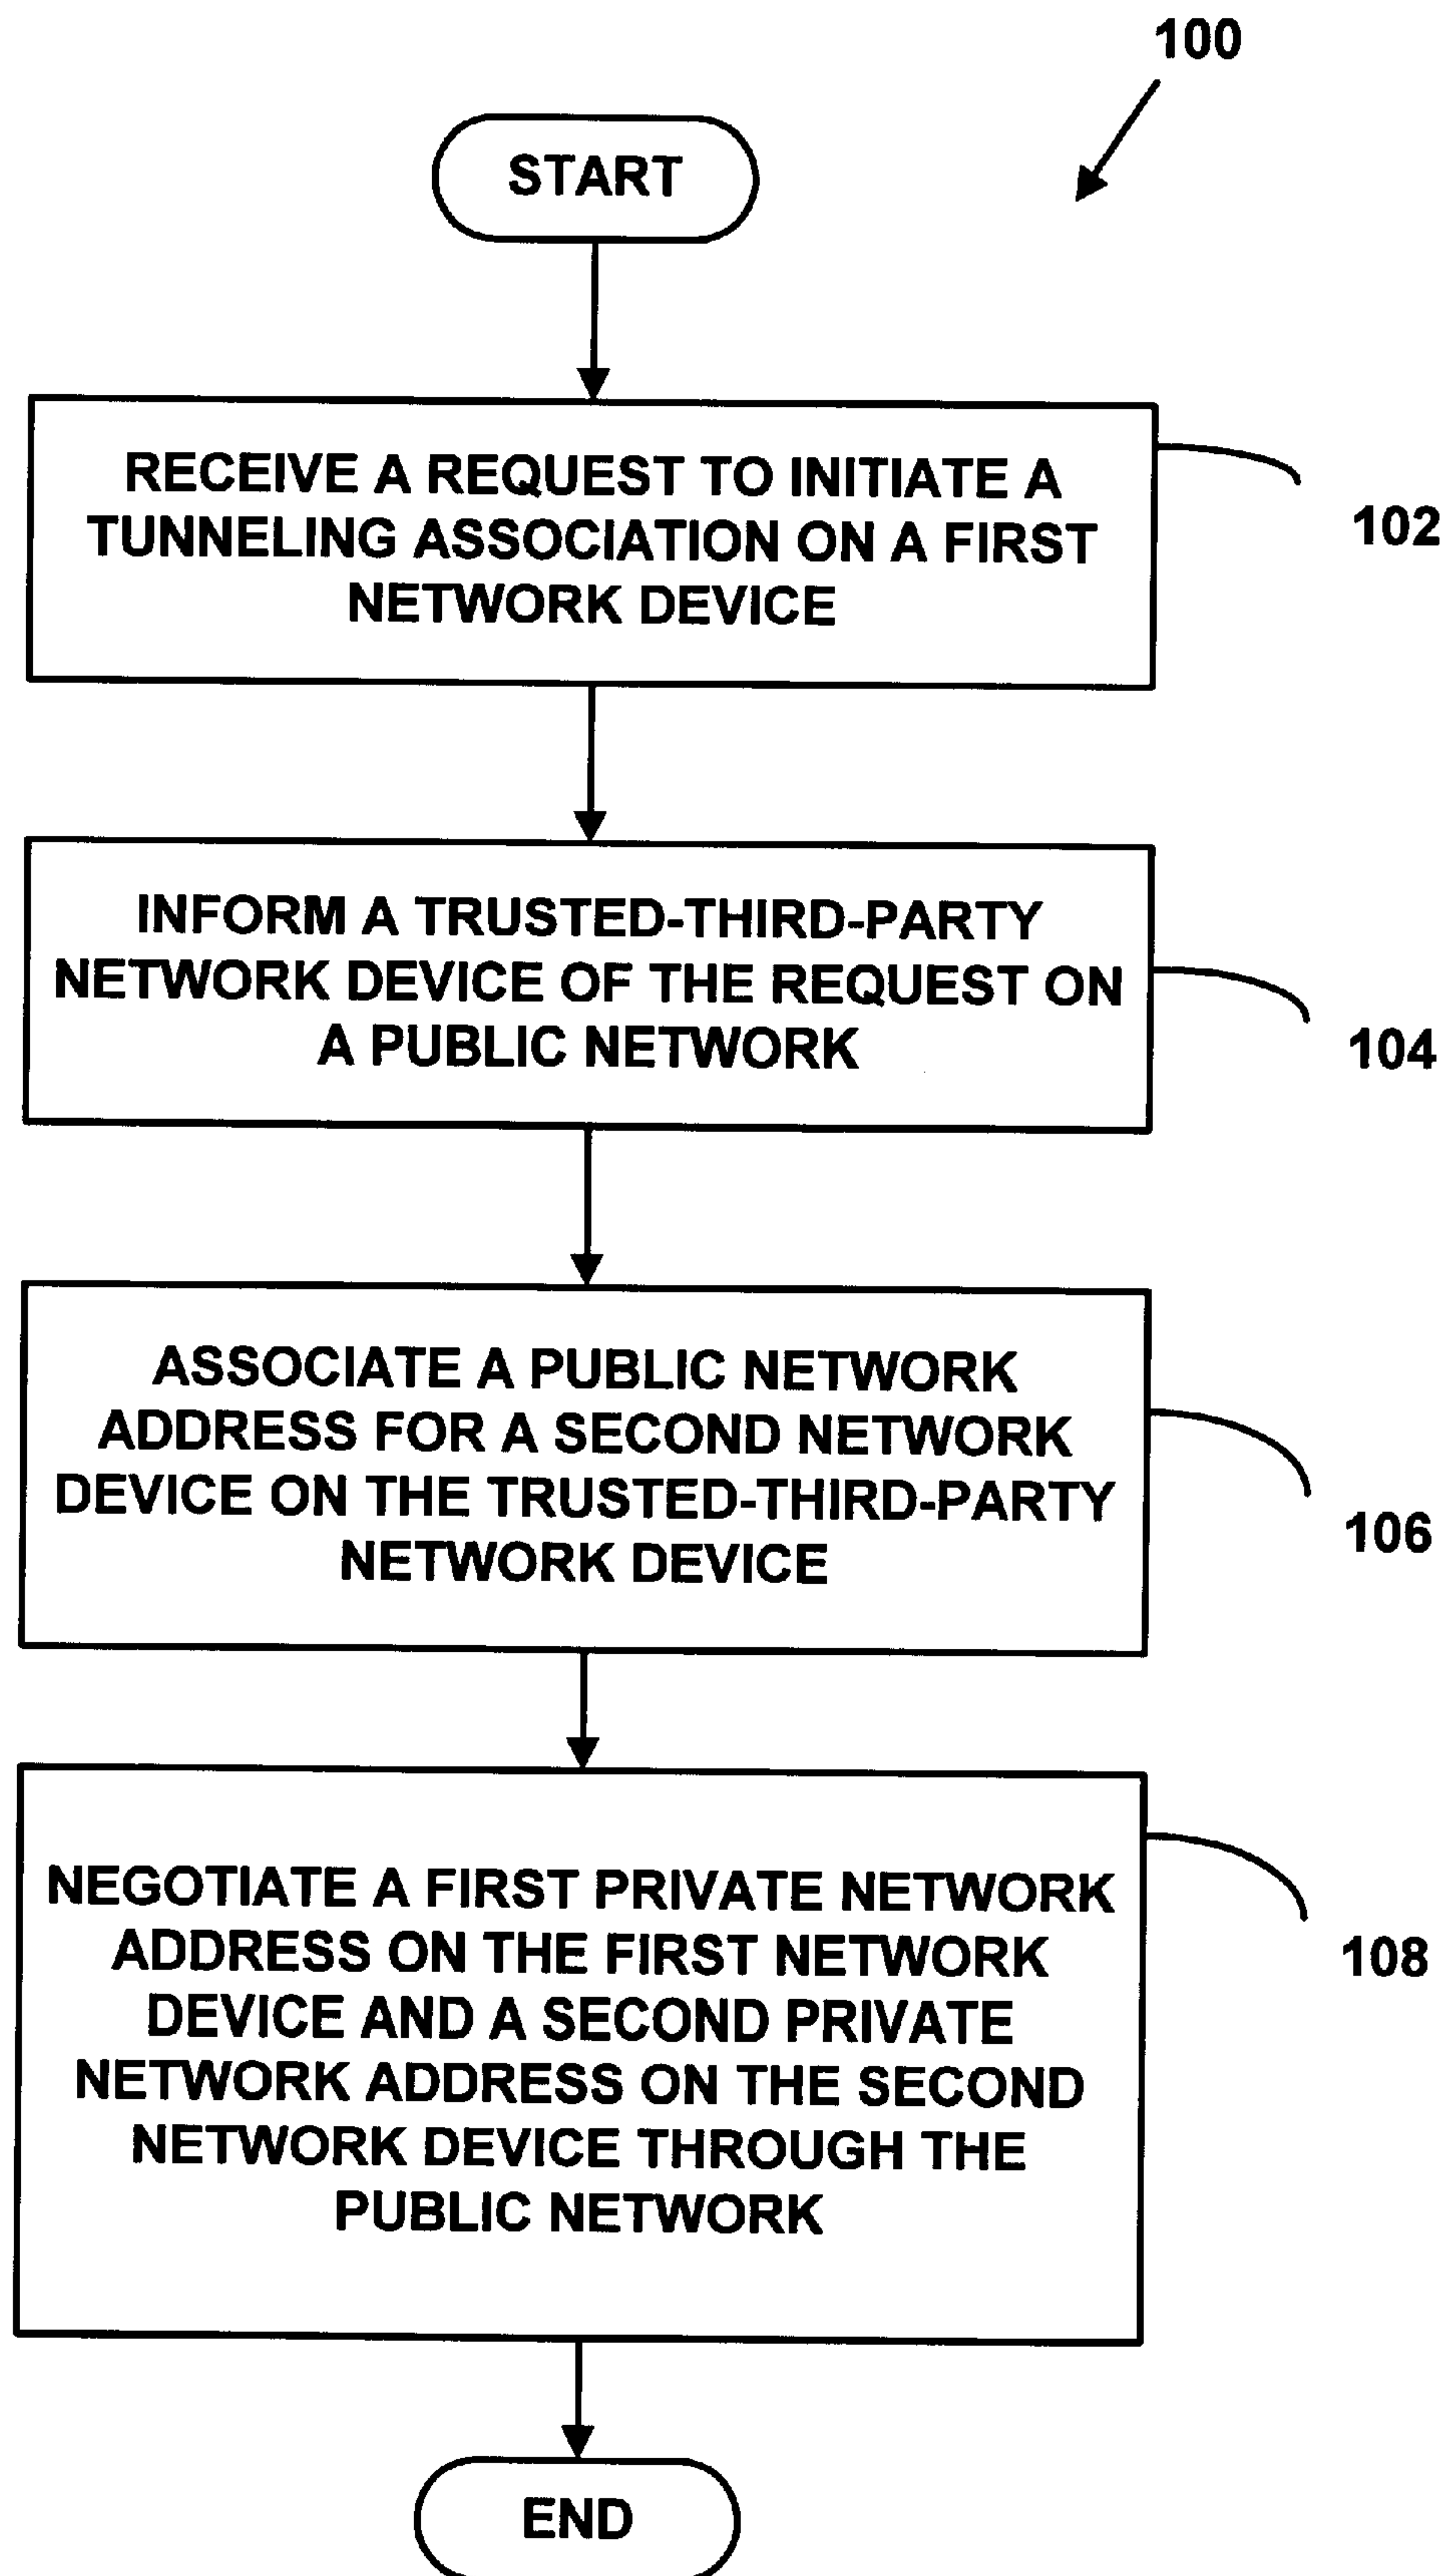 100
START
RECEIVE A REQUEST TO INITIATE A
TUNNELING ASSOCIATION ON A FIRST
NETWORK DEVICE
102
INFORM A TRUSTED-THIRD-PARTY
NETWORK DEVICE OF THE REQUEST ON
A PUBLIC NETWORK
104
ASSOCIATE A PUBLIC NETWORK
ADDRESS FOR A SECOND NETWORK
DEVICE ON THE TRUSTED-THIRD-PARTY
NETWORK DEVICE
106
NEGOTIATE A FIRST PRIVATE NETWORK
ADDRESS ON THE FIRST NETWORK
DEVICE AND A SECOND PRIVATE
NETWORK ADDRESS ON THE SECOND
NETWORK DEVICE THROUGH THE
PUBLIC NETWORK
108
END